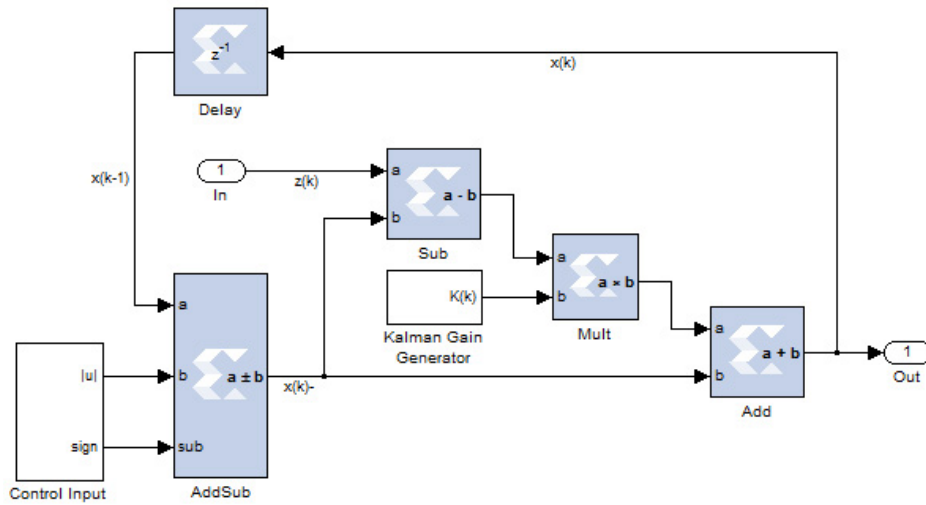 z⁻¹
Delay
x(k)
x(k-1)
1
In
z(k)
a
b
a - b
Sub
K(k)
Kalman Gain
Generator
a
b
a × b
Mult
a
b
sub
a ± b
AddSub
|u|
sign
Control Input
x(k)-
a
b
a + b
Add
1
Out